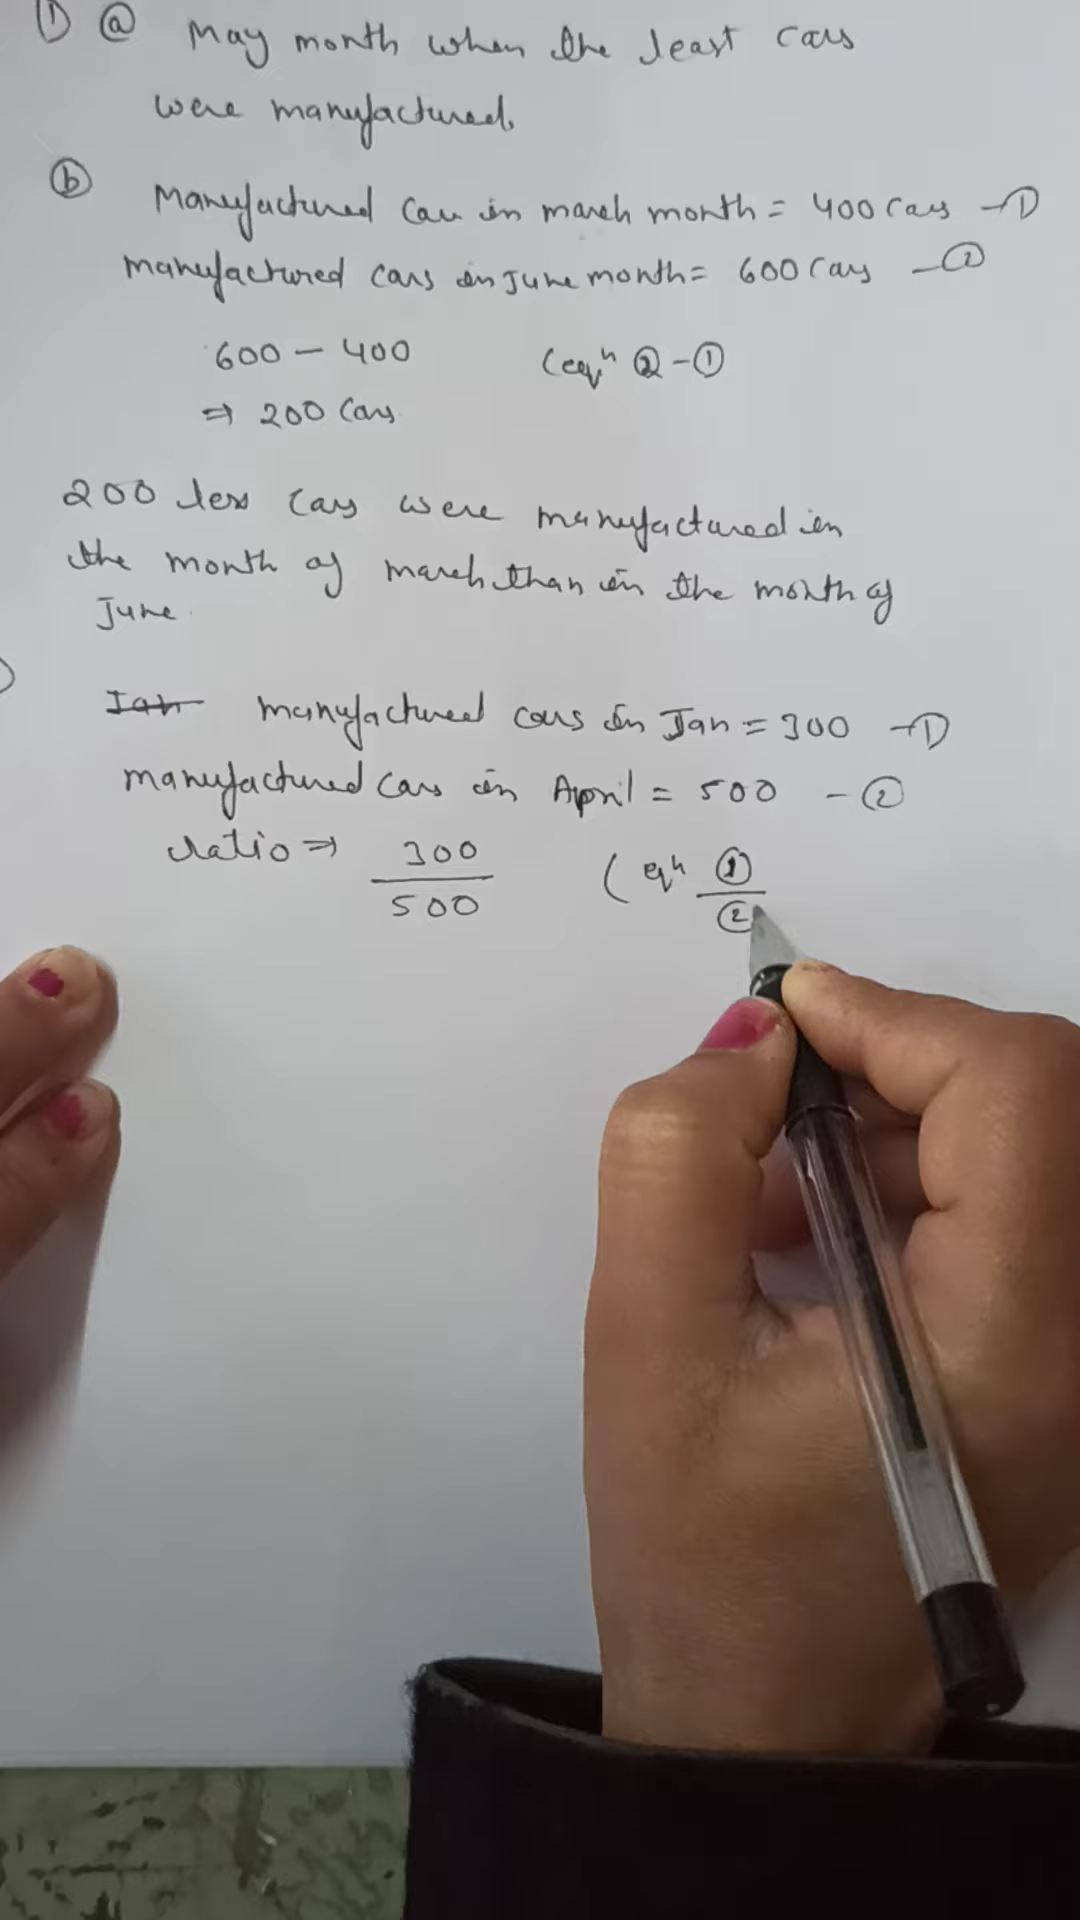 ① ⓐ May month when the least cars
were manufactured.
ⓑ Manufactured car in march month = 400 cars —①
manufactured cars in June month = 600 cars —②
600 — 400 (eqⁿ ② - ①
⇒ 200 cars.
200 less cars were manufactured in
the month of march than in the month of
June.
Jan manufactured cars in Jan = 300 —①
manufactured cars in April = 500 — ②
ratio ⇒ 300/500 (eqⁿ ①/②